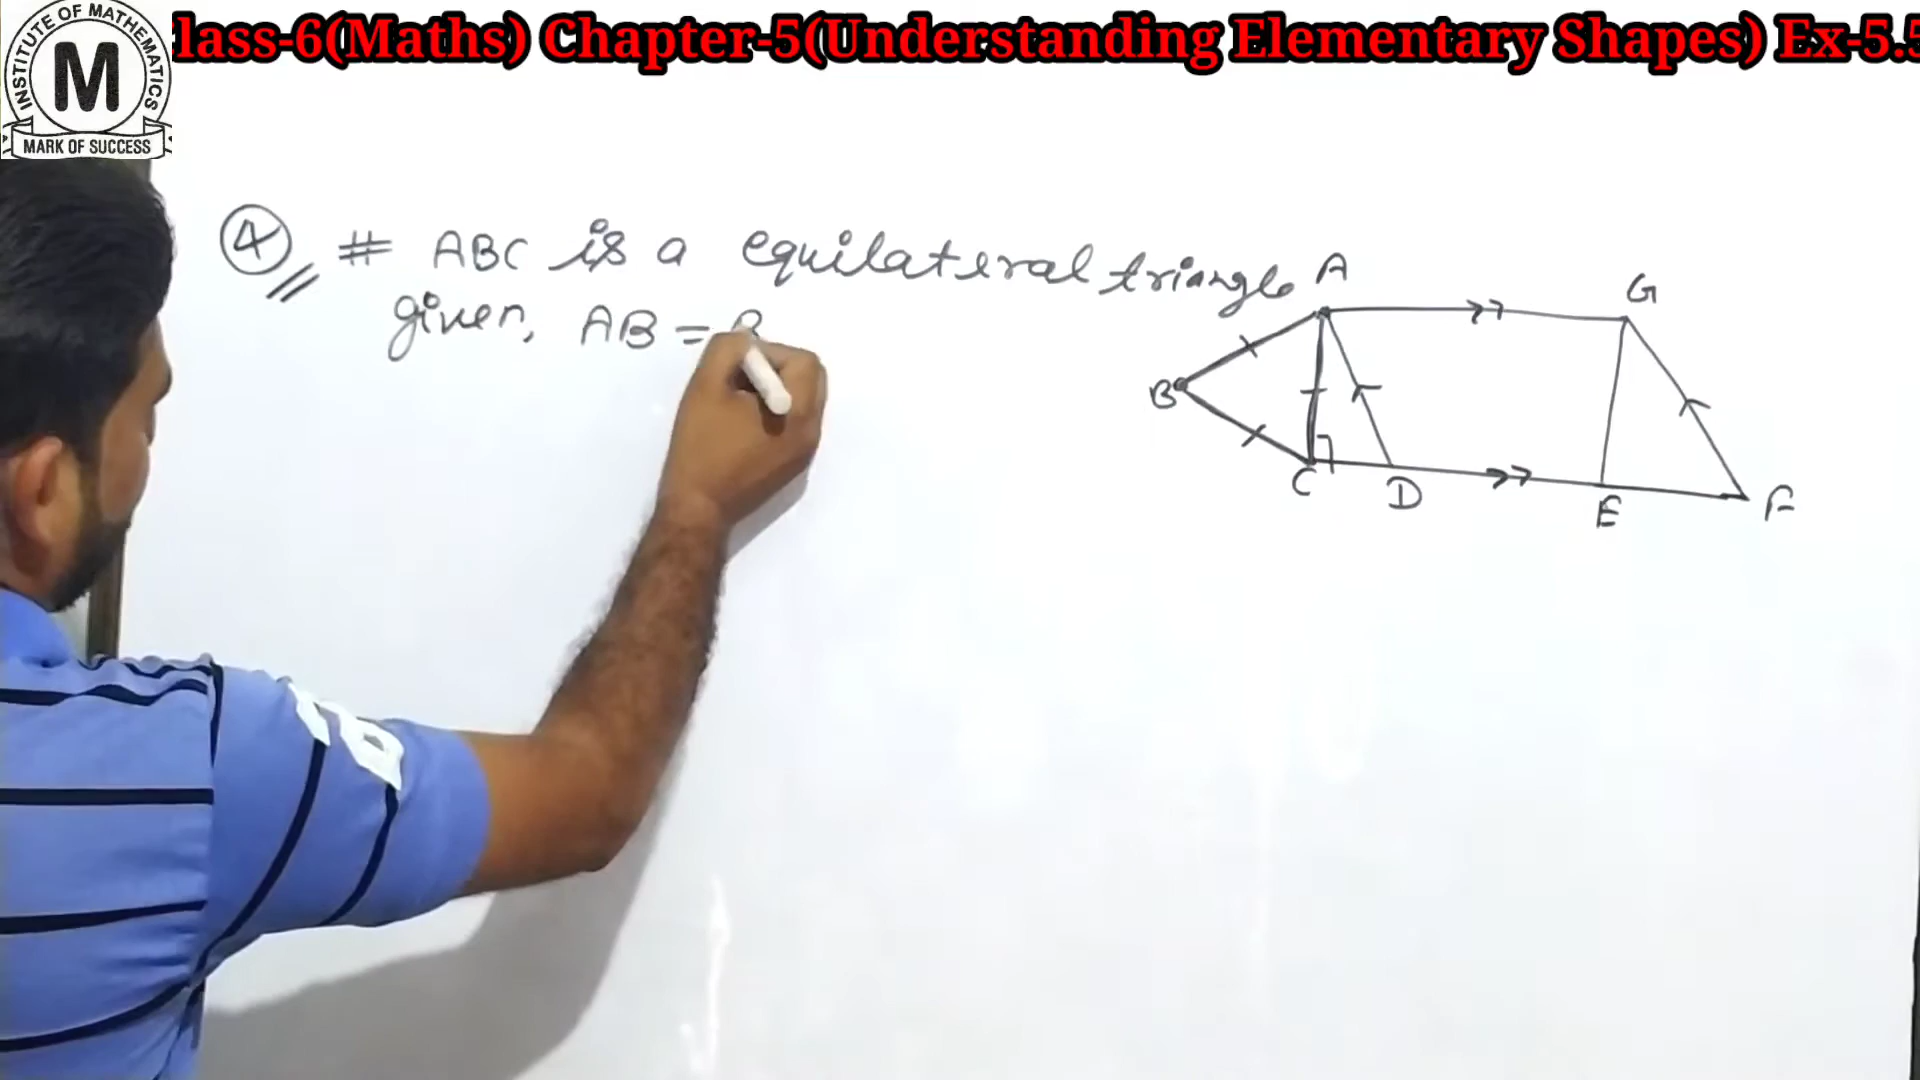 lass-6(Maths) Chapter-5(Understanding Elementary Shapes) Ex-5.5
INSTITUTE OF MATHEMATICS
M
MARK OF SUCCESS
4 # ABC is a equilateral triangle
given, AB = B
A
G
B
C
D
E
F